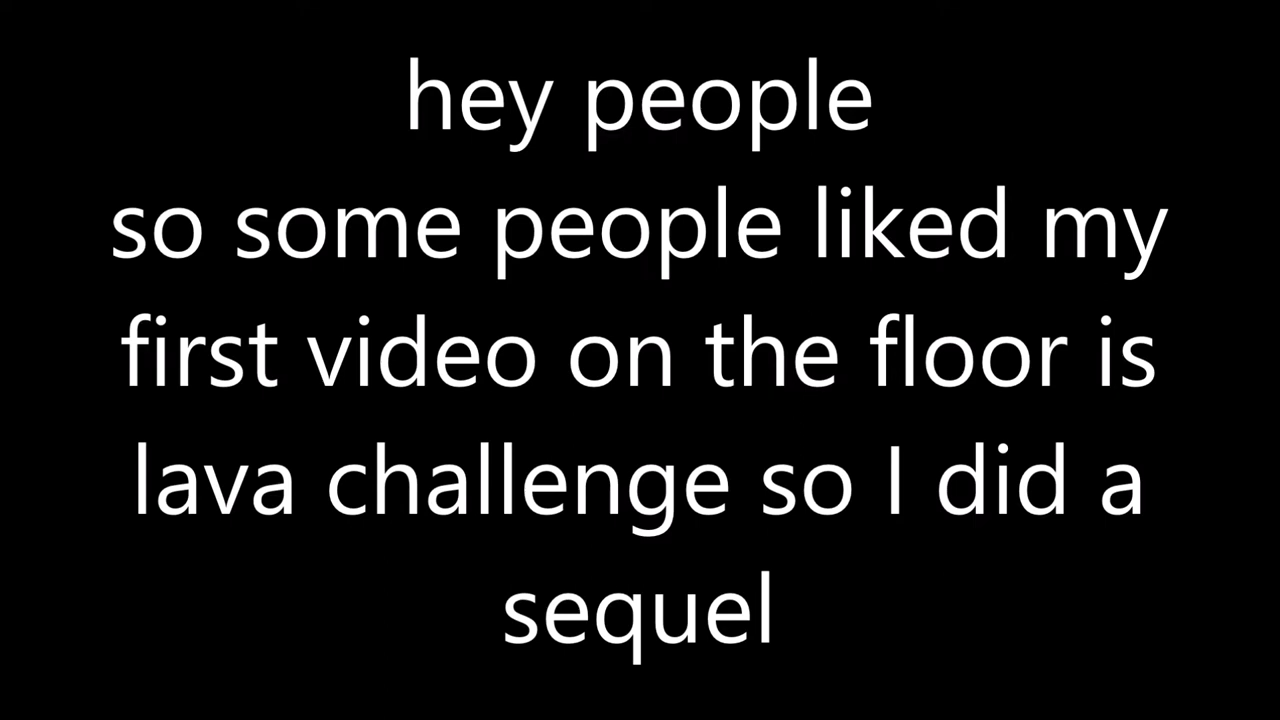 hey people
so some people liked my
first video on the floor is
lava challenge so I did a
sequel